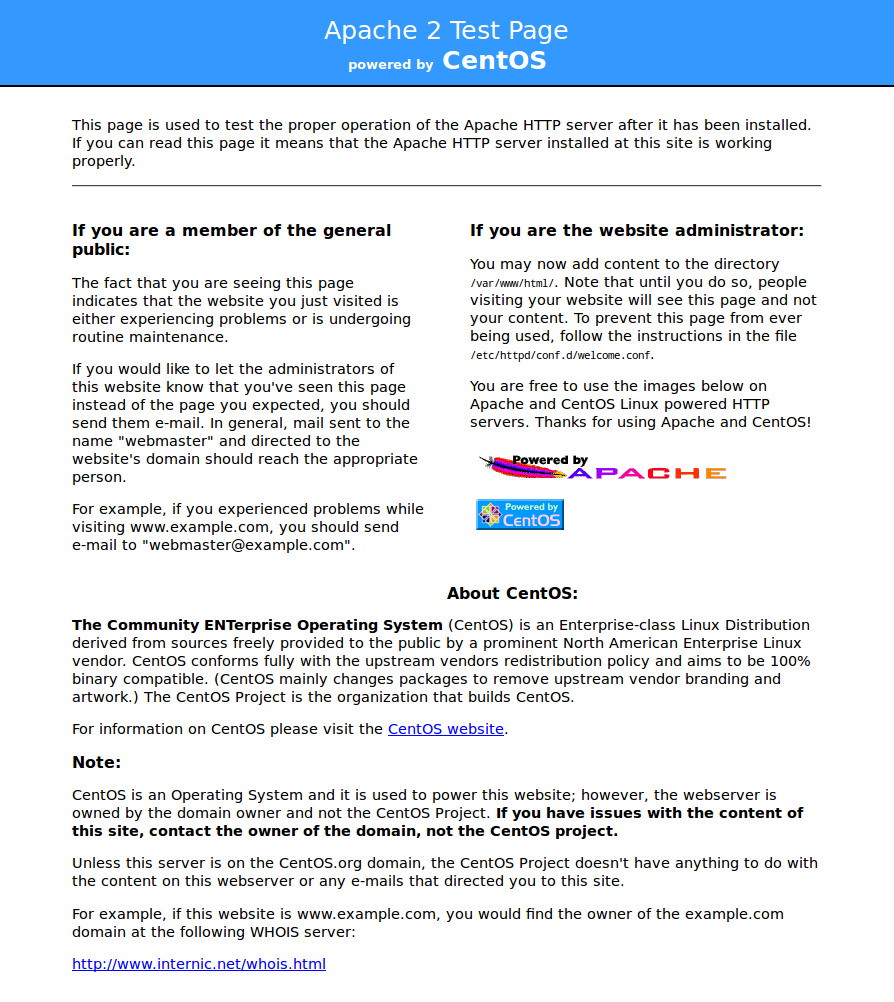 Apache 2 Test Page
powered by CentOS
This page is used to test the proper operation of the Apache HTTP server after it has been installed.
If you can read this page it means that the Apache HTTP server installed at this site is working
properly.
If you are a member of the general
public:
The fact that you are seeing this page
indicates that the website you just visited is
either experiencing problems or is undergoing
routine maintenance.
If you would like to let the administrators of
this website know that you've seen this page
instead of the page you expected, you should
send them e-mail. In general, mail sent to the
name "webmaster" and directed to the
website's domain should reach the appropriate
person.
For example, if you experienced problems while
visiting www.example.com, you should send
e-mail to "webmaster@example.com".
If you are the website administrator:
You may now add content to the directory
/var/www/html/. Note that until you do so, people
visiting your website will see this page and not
your content. To prevent this page from ever
being used, follow the instructions in the file
/etc/httpd/conf.d/welcome.conf.
You are free to use the images below on
Apache and CentOS Linux powered HTTP
servers. Thanks for using Apache and CentOS!
Powered by
APACHE
Powered by
CentOS
About CentOS:
The Community ENTerprise Operating System (CentOS) is an Enterprise-class Linux Distribution
derived from sources freely provided to the public by a prominent North American Enterprise Linux
vendor. CentOS conforms fully with the upstream vendors redistribution policy and aims to be 100%
binary compatible. (CentOS mainly changes packages to remove upstream vendor branding and
artwork.) The CentOS Project is the organization that builds CentOS.
For information on CentOS please visit the CentOS website.
Note:
CentOS is an Operating System and it is used to power this website; however, the webserver is
owned by the domain owner and not the CentOS Project. If you have issues with the content of
this site, contact the owner of the domain, not the CentOS project.
Unless this server is on the CentOS.org domain, the CentOS Project doesn't have anything to do with
the content on this webserver or any e-mails that directed you to this site.
For example, if this website is www.example.com, you would find the owner of the example.com
domain at the following WHOIS server:
http://www.internic.net/whois.html